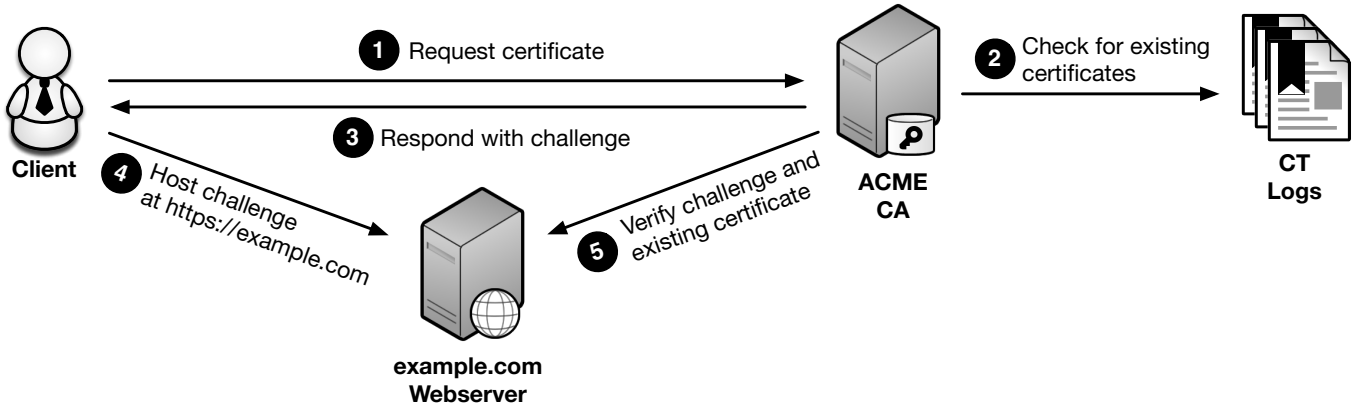 1 Request certificate
2 Check for existing
certificates
3 Respond with challenge
Client
4 Host challenge
at https://example.com
5 Verify challenge and
existing certificate
ACME
CA
CT
Logs
example.com
Webserver